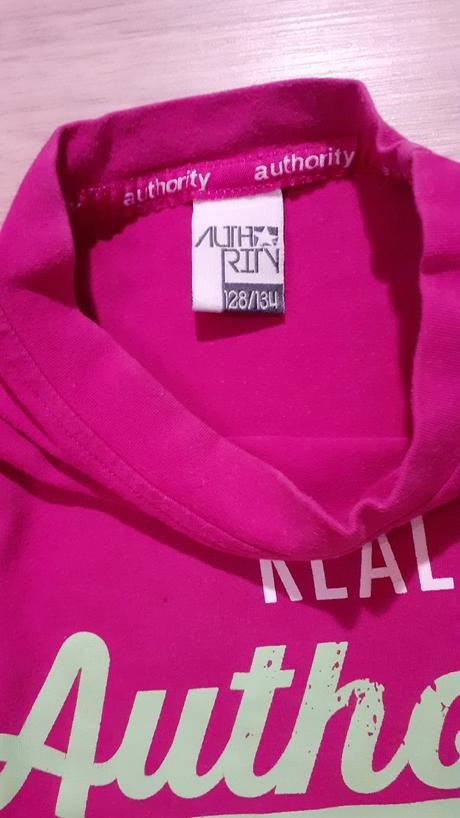 authority authority
AUTH★
RITY
128/134
REAL
Autho